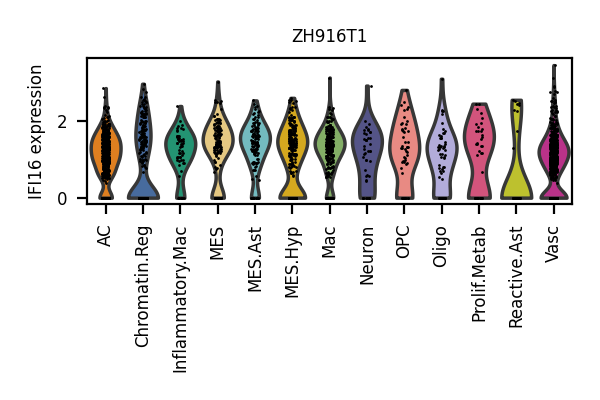 ZH916T1
IFI16 expression
2
0
AC
Chromatin.Reg
Inflammatory.Mac
MES
MES.Ast
MES.Hyp
Mac
Neuron
OPC
Oligo
Prolif.Metab
Reactive.Ast
Vasc